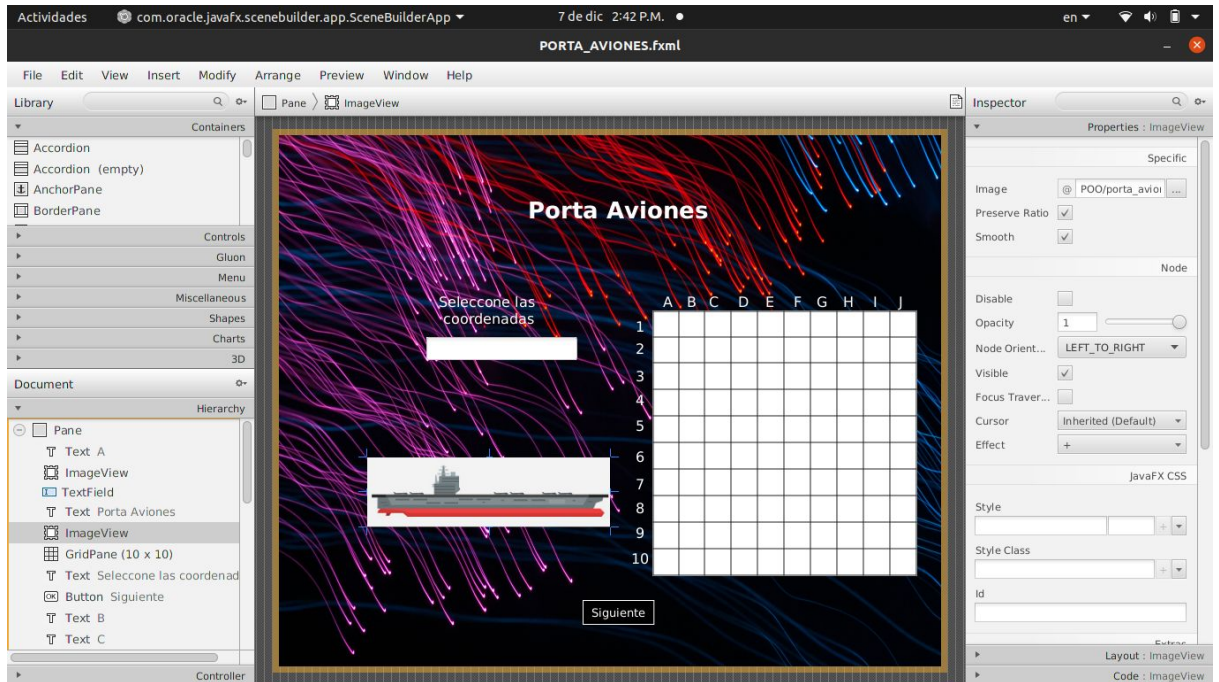 Actividades com.oracle.javafx.scenebuilder.app.SceneBuilderApp 7 de dic 2:42 P.M. en
PORTA_AVIONES.fxml
File Edit View Insert Modify Arrange Preview Window Help
Library
Containers
Accordion
Accordion (empty)
AnchorPane
BorderPane
Controls
Gluon
Menu
Miscellaneous
Shapes
Charts
3D
Document
Hierarchy
Pane
Text A
ImageView
TextField
Text Porta Aviones
ImageView
GridPane (10 x 10)
Text Seleccone las coordenad
Button Siguiente
Text B
Text C
Controller
Pane ImageView
Porta Aviones
Seleccone las
coordenadas
A B C D E F G H I J
1
2
3
4
5
6
7
8
9
10
Siguiente
Inspector
Properties : ImageView
Specific
Image @ POO/porta_avion ...
Preserve Ratio
Smooth
Node
Disable
Opacity 1
Node Orient... LEFT_TO_RIGHT
Visible
Focus Traver...
Cursor Inherited (Default)
Effect +
JavaFX CSS
Style
+
Style Class
+
Id
Extras
Layout : ImageView
Code : ImageView